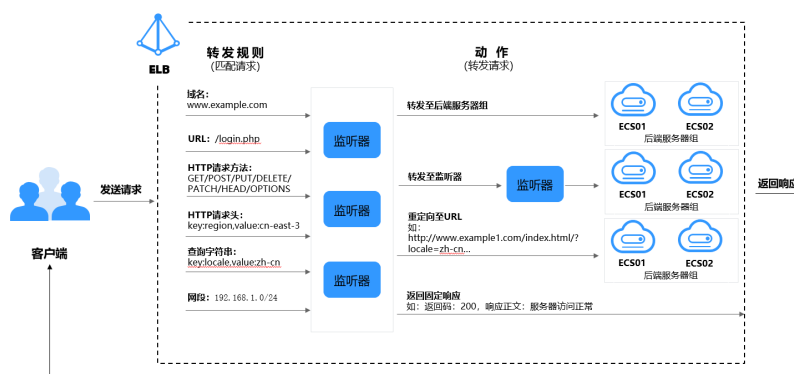 ELB
转发规则
(匹配请求)
动 作
(转发请求)
域名：
www.example.com
URL：/login.php
HTTP请求方法：
GET/POST/PUT/DELETE/
PATCH/HEAD/OPTIONS
HTTP请求头：
key:region,value:cn-east-3
查询字符串：
key:locale,value:zh-cn
网段：192.168.1.0/24
监听器
监听器
监听器
转发至后端服务器组
转发至监听器
监听器
重定向至URL
如：
http://www.example1.com/index.html/?
locale=zh-cn...
返回固定响应
如：返回码：200，响应正文：服务器访问正常
ECS01 ECS02
后端服务器组
ECS01 ECS02
后端服务器组
ECS01 ECS02
后端服务器组
发送请求
客户端
返回响应